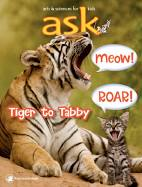 arts & sciences for kids
ask
meow!
ROAR!
Tiger to Tabby